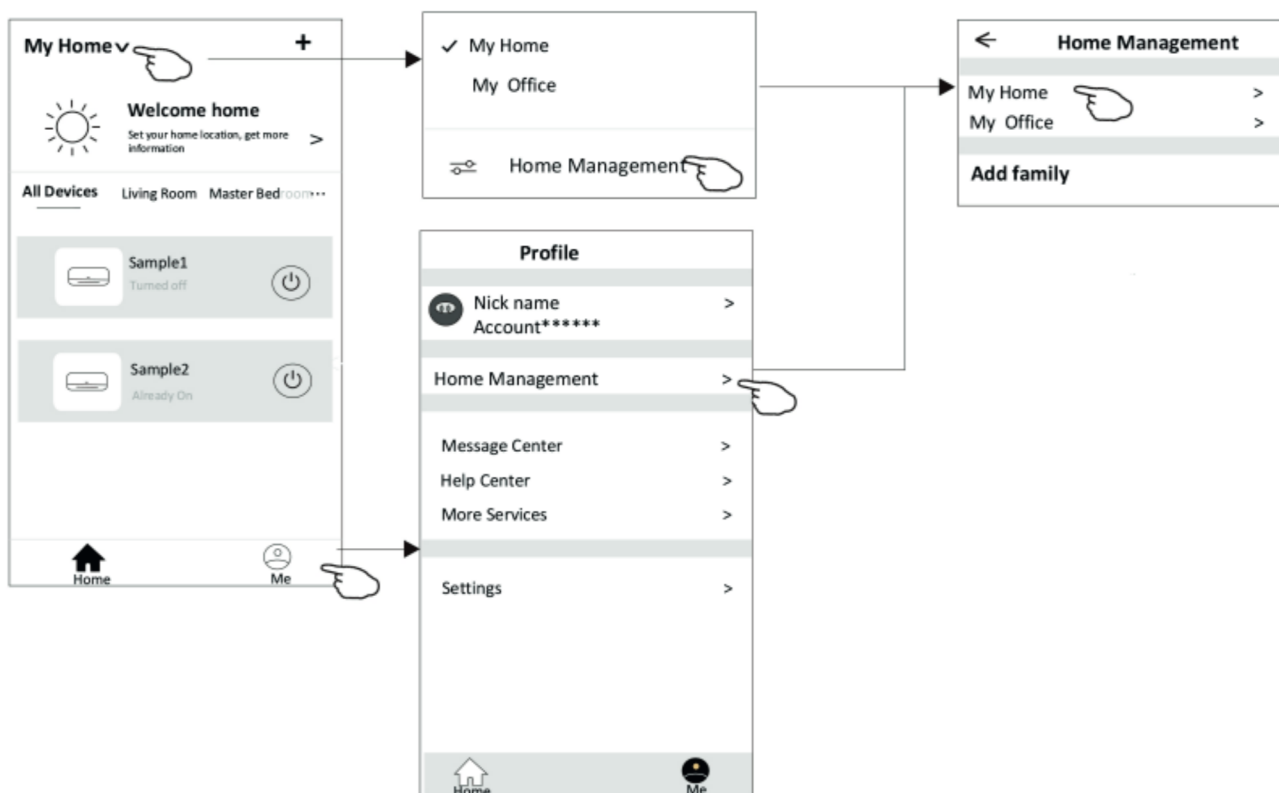 My Home
+
Welcome home
Set your home location, get more
information
>
All Devices Living Room Master Bedroom...
Sample1
Turned off
Sample2
Already On
Home
Me
✓ My Home
My Office
Home Management
Profile
Nick name >
Account******
Home Management >
Message Center >
Help Center >
More Services >
Settings >
Home
Me
Home Management
My Home >
My Office >
Add family